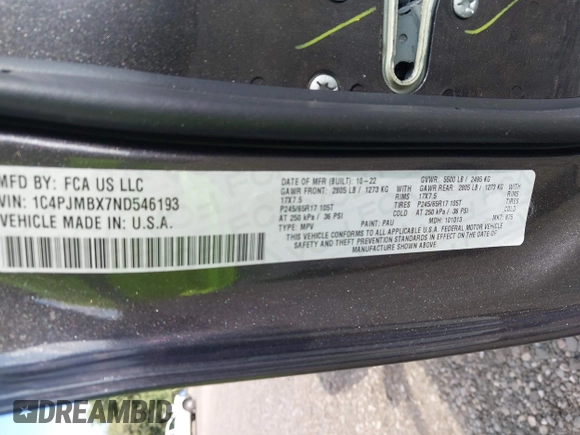 MFD BY: FCA US LLC
VIN: 1C4PJMBX7ND546193
VEHICLE MADE IN: U.S.A.
DATE OF MFR (BUILT): 10-22
GAWR FRONT: 2805 LB / 1273 KG
17X7.5
P245/65R17 105T
AT 250 kPa / 36 PSI
TYPE: MPV
PAINT: PAU
GVWR: 5500 LB / 2495 KG
GAWR REAR: 2805 LB / 1273 KG
RIMS 17X7.5
TIRES P245/65R17 105T
COLD AT 250 kPa / 36 PSI
MDH: 101013
RIMS
TIRES
COLD
MKT: 875
THIS VEHICLE CONFORMS TO ALL APPLICABLE U.S.A. FEDERAL MOTOR VEHICLE
SAFETY AND THEFT PREVENTION STANDARDS IN EFFECT ON THE DATE OF
MANUFACTURE SHOWN ABOVE.
DREAMBID